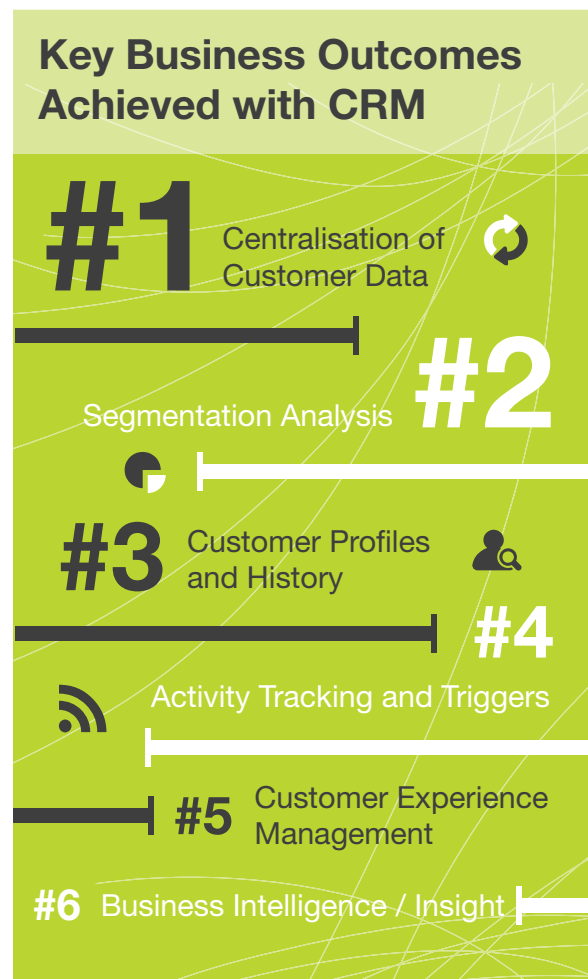 Key Business Outcomes
Achieved with CRM
#1
Centralisation of
Customer Data
#2
Segmentation Analysis
#3
Customer Profiles
and History
#4
Activity Tracking and Triggers
#5
Customer Experience
Management
#6 Business Intelligence / Insight